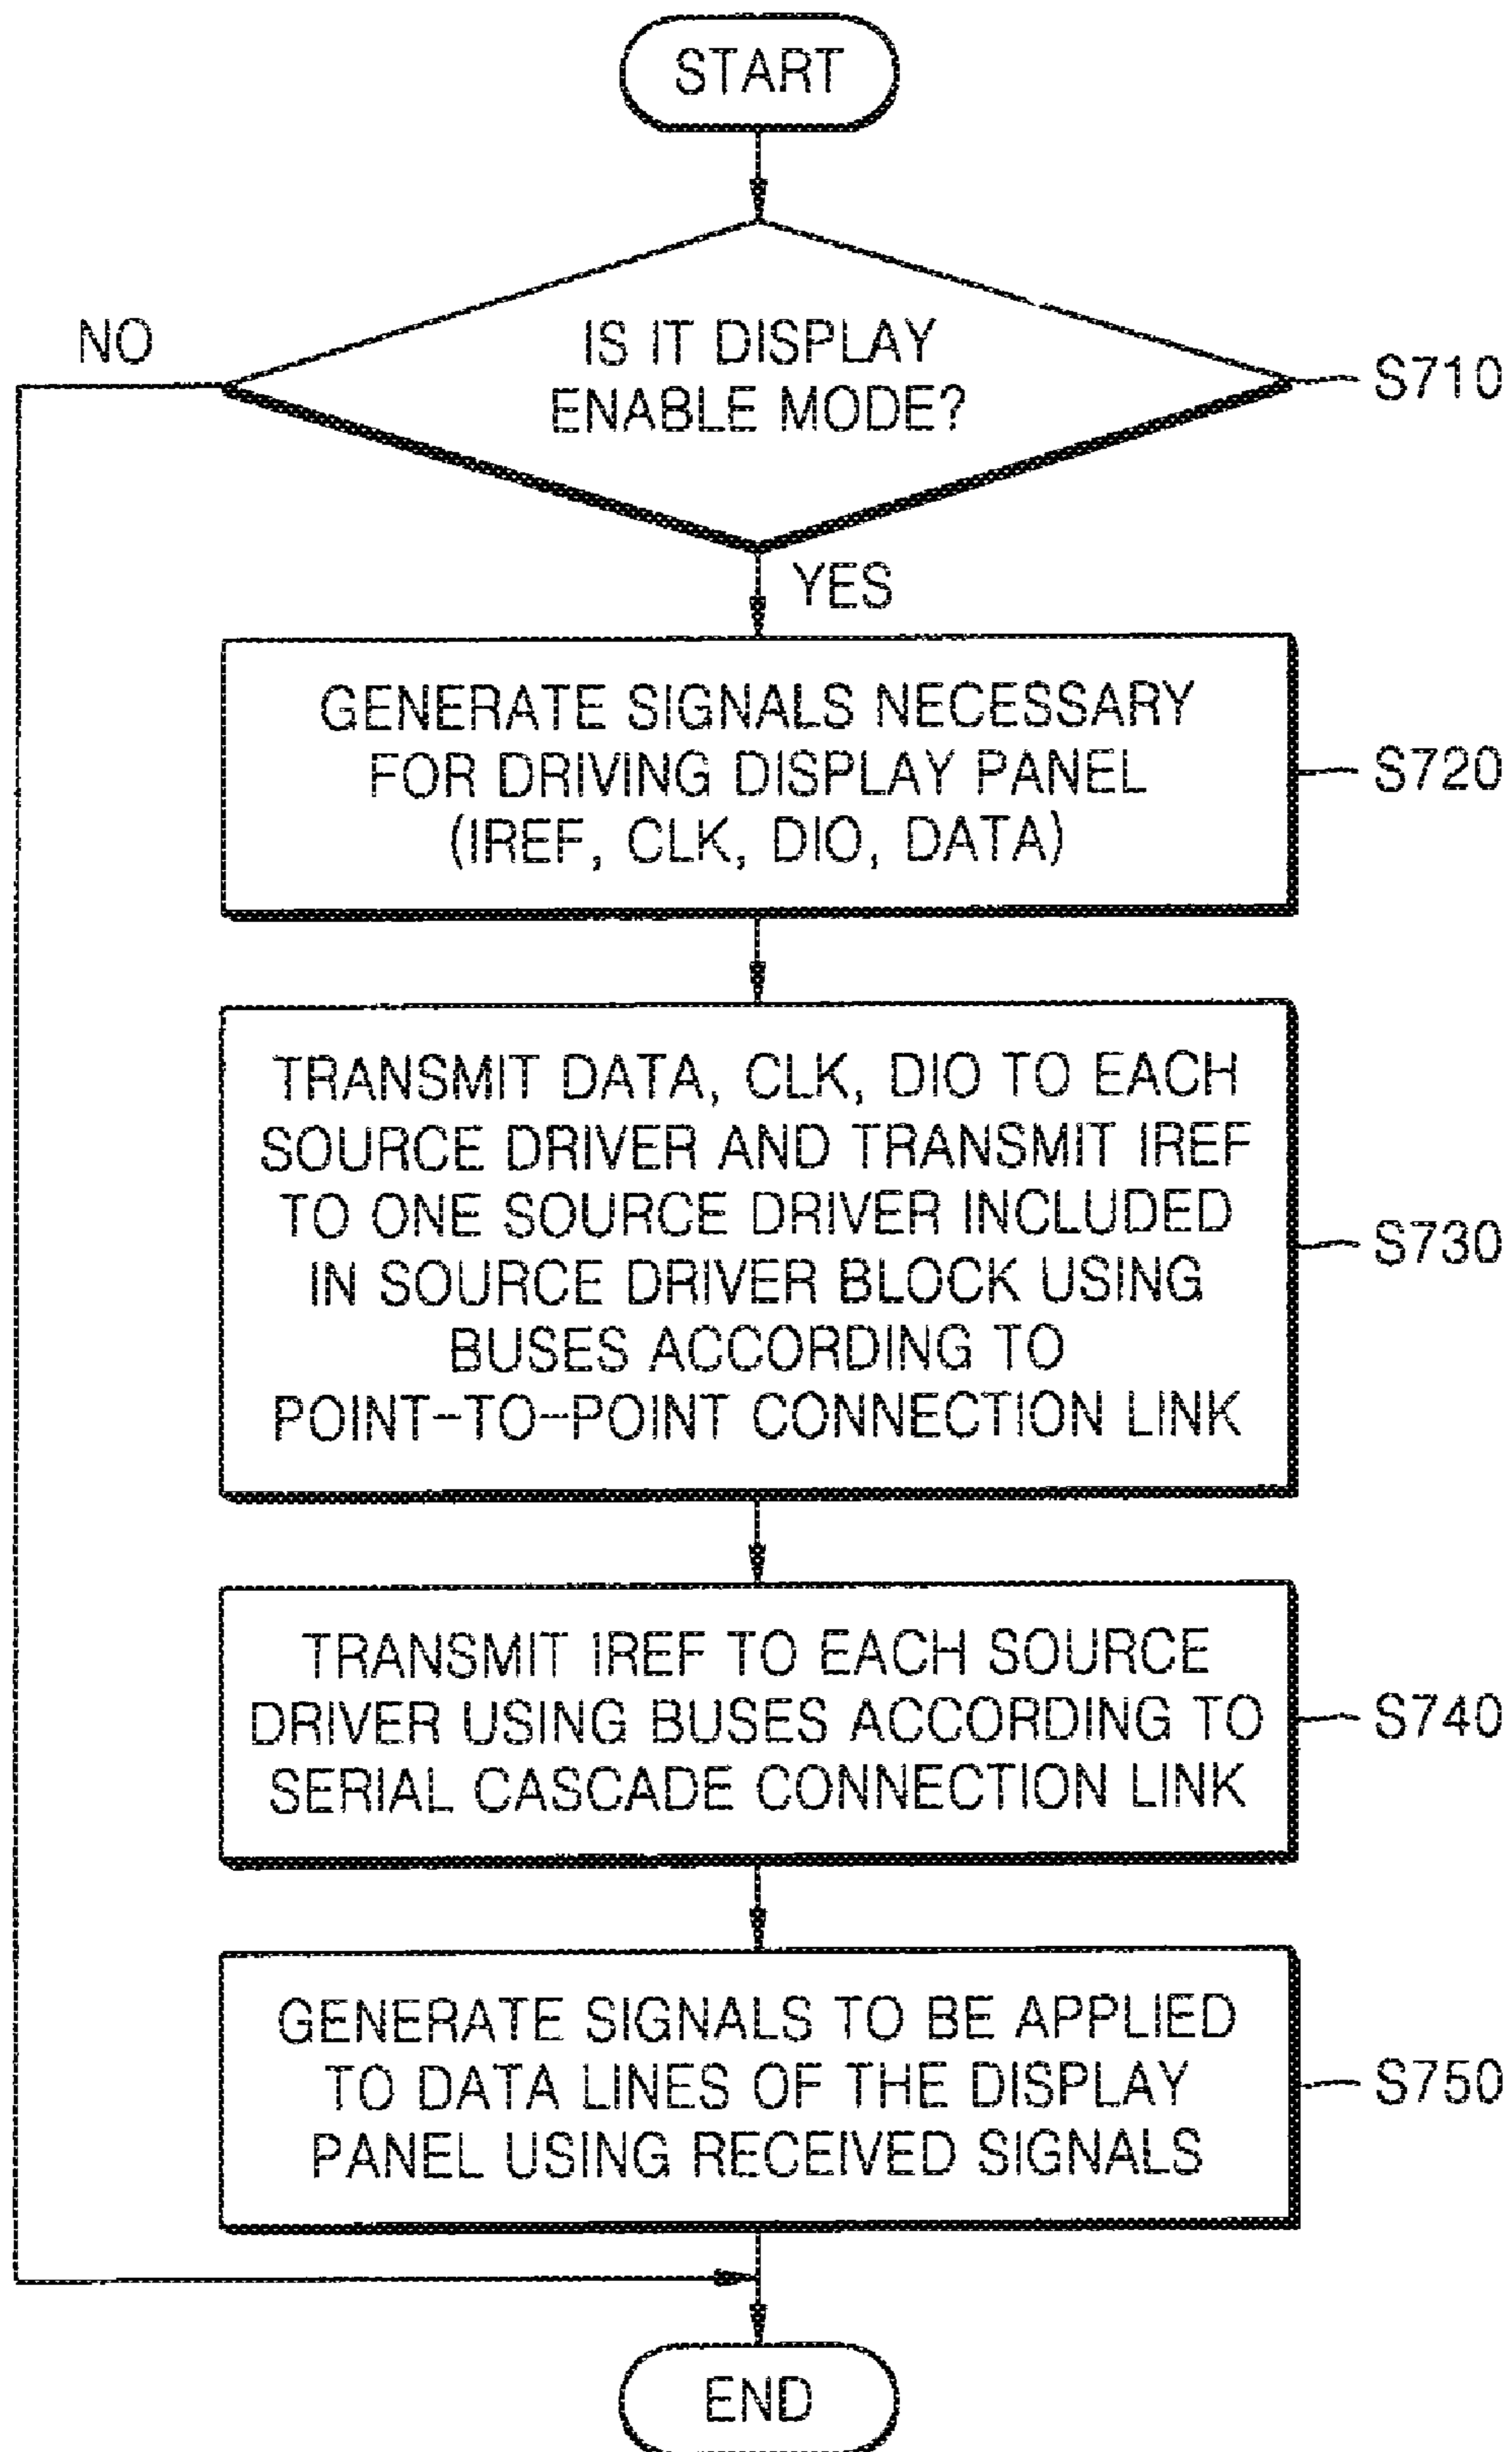 START
NO
IS IT DISPLAY
ENABLE MODE?
S710
YES
GENERATE SIGNALS NECESSARY
FOR DRIVING DISPLAY PANEL
(IREF, CLK, DIO, DATA)
S720
TRANSMIT DATA, CLK, DIO TO EACH
SOURCE DRIVER AND TRANSMIT IREF
TO ONE SOURCE DRIVER INCLUDED
IN SOURCE DRIVER BLOCK USING
BUSES ACCORDING TO
POINT-TO-POINT CONNECTION LINK
S730
TRANSMIT IREF TO EACH SOURCE
DRIVER USING BUSES ACCORDING TO
SERIAL CASCADE CONNECTION LINK
S740
GENERATE SIGNALS TO BE APPLIED
TO DATA LINES OF THE DISPLAY
PANEL USING RECEIVED SIGNALS
S750
END